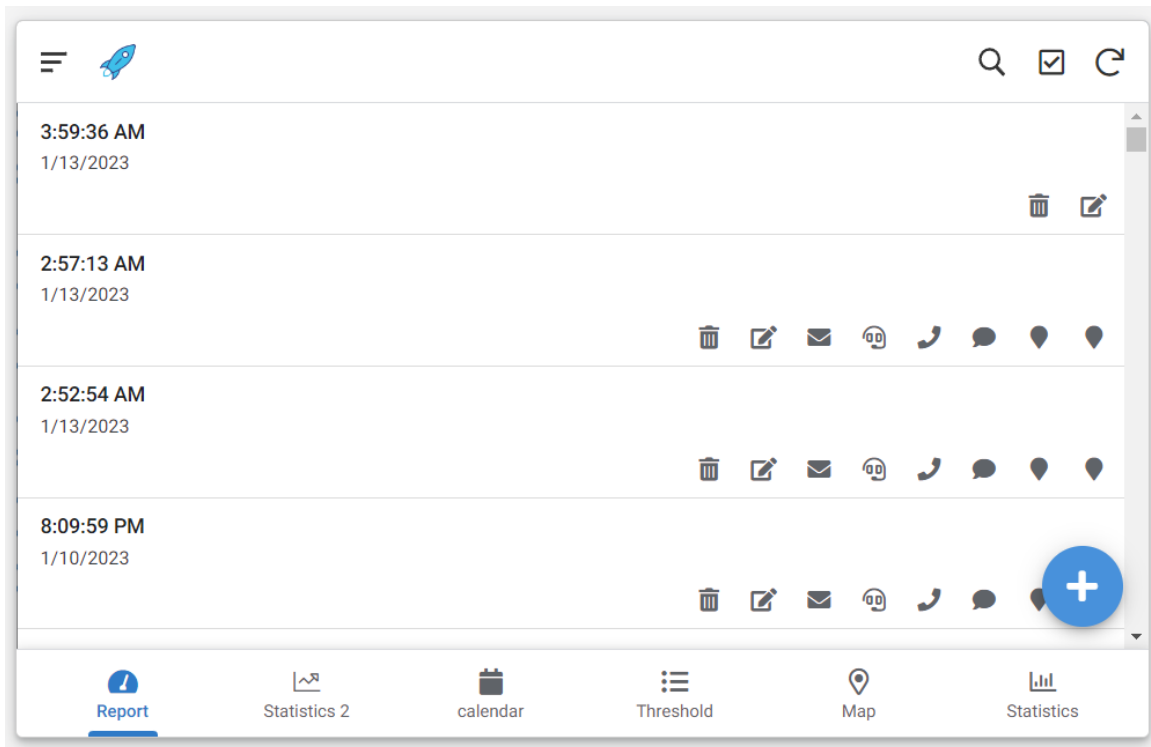 3:59:36 AM
1/13/2023
2:57:13 AM
1/13/2023
2:52:54 AM
1/13/2023
8:09:59 PM
1/10/2023
Report
Statistics 2
calendar
Threshold
Map
Statistics